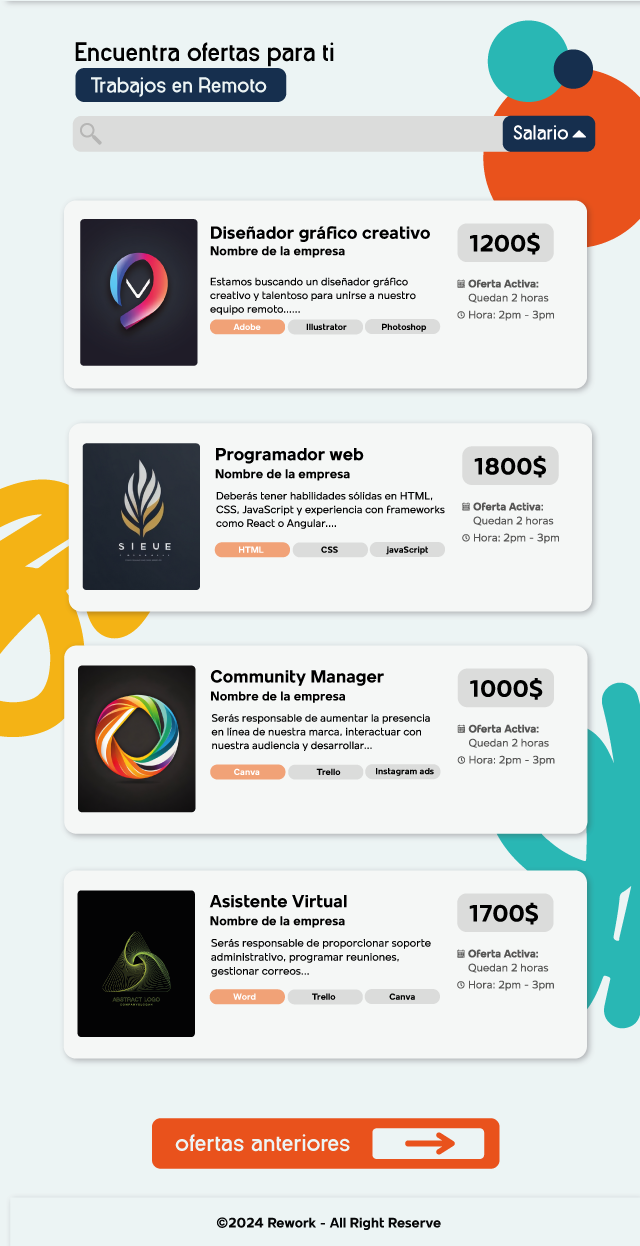 Encuentra ofertas para ti
Trabajos en Remoto
Salario
Diseñador gráfico creativo
Nombre de la empresa
Estamos buscando un diseñador gráfico
creativo y talentoso para unirse a nuestro
equipo remoto......
Adobe Illustrator Photoshop
1200$
Oferta Activa:
Quedan 2 horas
Hora: 2pm - 3pm
SIEUE
Programador web
Nombre de la empresa
Deberás tener habilidades sólidas en HTML,
CSS, JavaScript y experiencia con frameworks
como React o Angular....
HTML CSS javaScript
1800$
Oferta Activa:
Quedan 2 horas
Hora: 2pm - 3pm
Community Manager
Nombre de la empresa
Serás responsable de aumentar la presencia
en línea de nuestra marca, interactuar con
nuestra audiencia y desarrollar...
Canva Trello Instagram ads
1000$
Oferta Activa:
Quedan 2 horas
Hora: 2pm - 3pm
ABSTRACT LOGO
Asistente Virtual
Nombre de la empresa
Serás responsable de proporcionar soporte
administrativo, programar reuniones,
gestionar correos...
Word Trello Canva
1700$
Oferta Activa:
Quedan 2 horas
Hora: 2pm - 3pm
ofertas anteriores
©2024 Rework - All Right Reserve